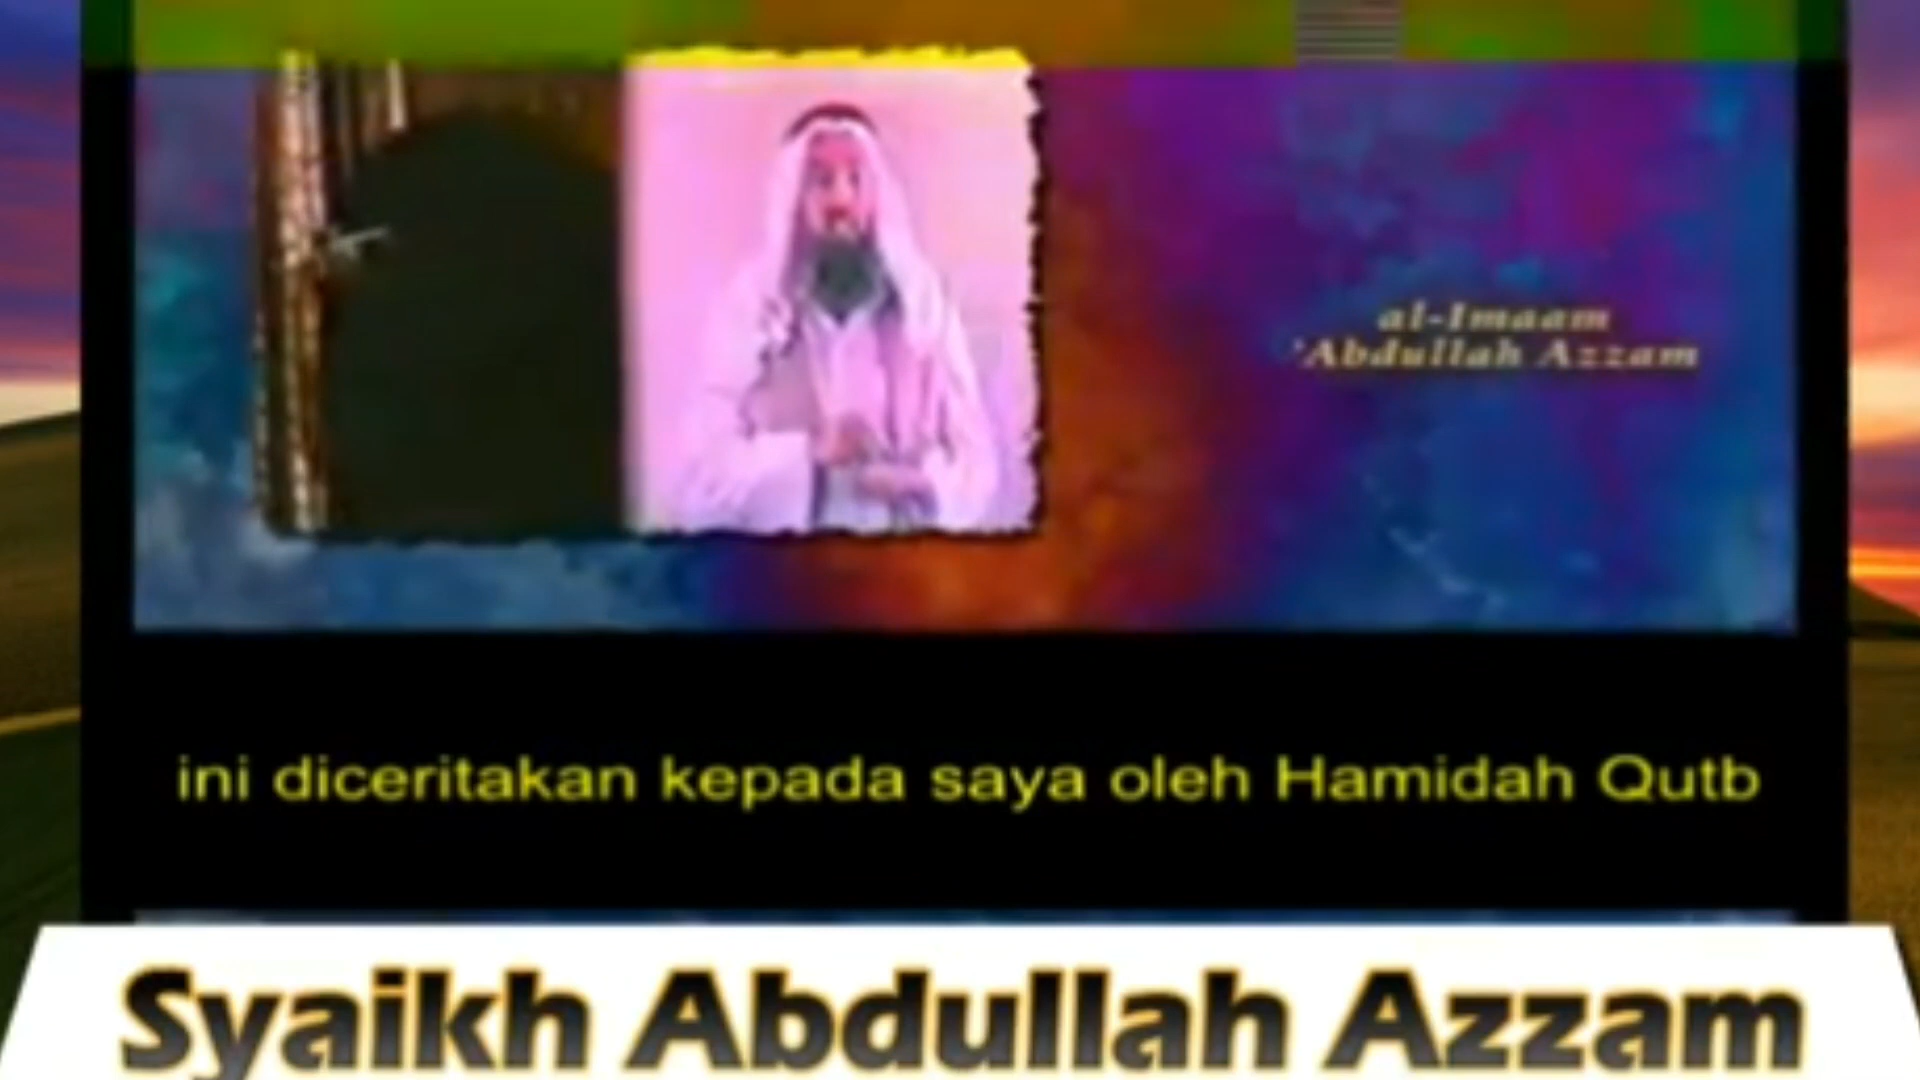 al-Imaam
'Abdullah Azzam
ini diceritakan kepada saya oleh Hamidah Qutb
Syaikh Abdullah Azzam